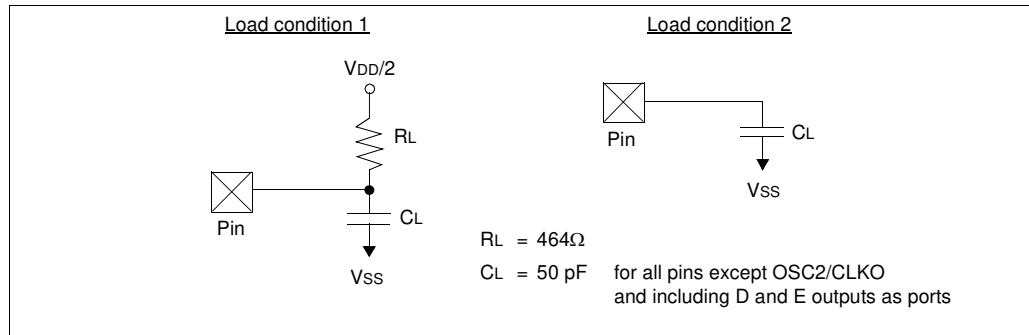 Load condition 1
VDD/2
RL
Pin
CL
VSS
Load condition 2
Pin
CL
VSS
RL = 464Ω
CL = 50 pF for all pins except OSC2/CLKO
and including D and E outputs as ports